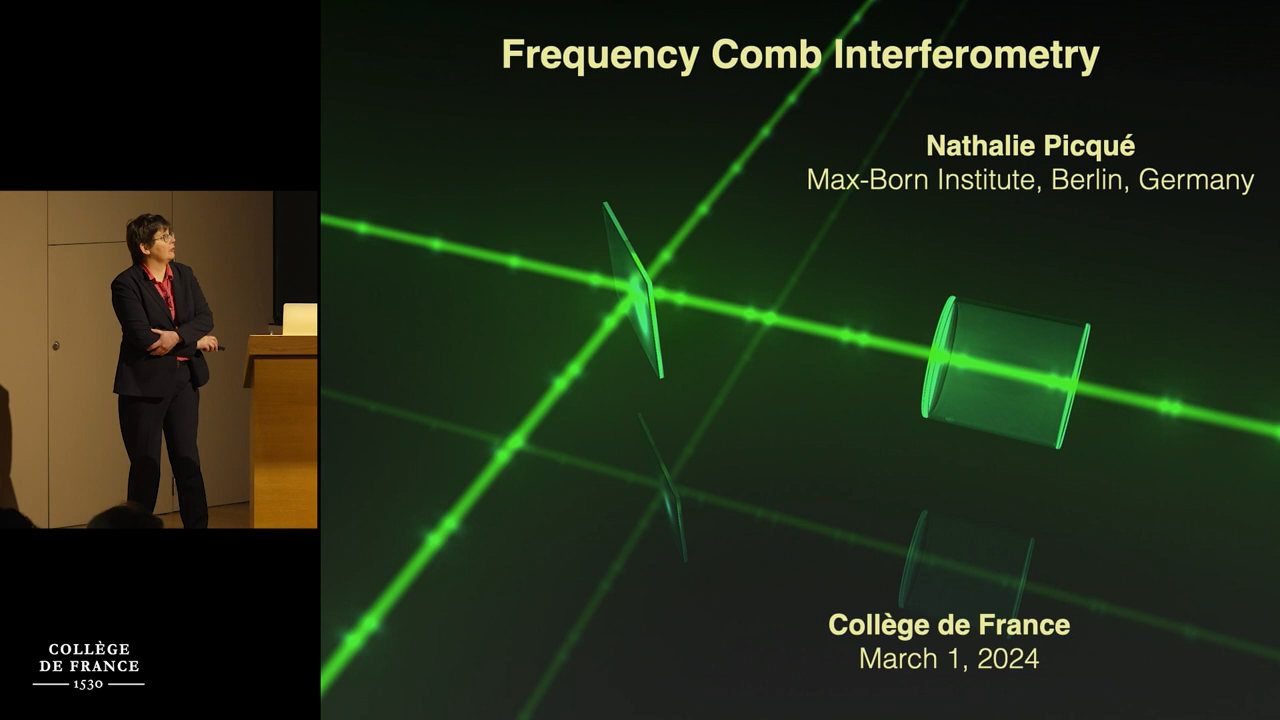 Frequency Comb Interferometry
Nathalie Picqué
Max-Born Institute, Berlin, Germany
Collège de France
March 1, 2024
COLLÈGE
DE FRANCE
1530